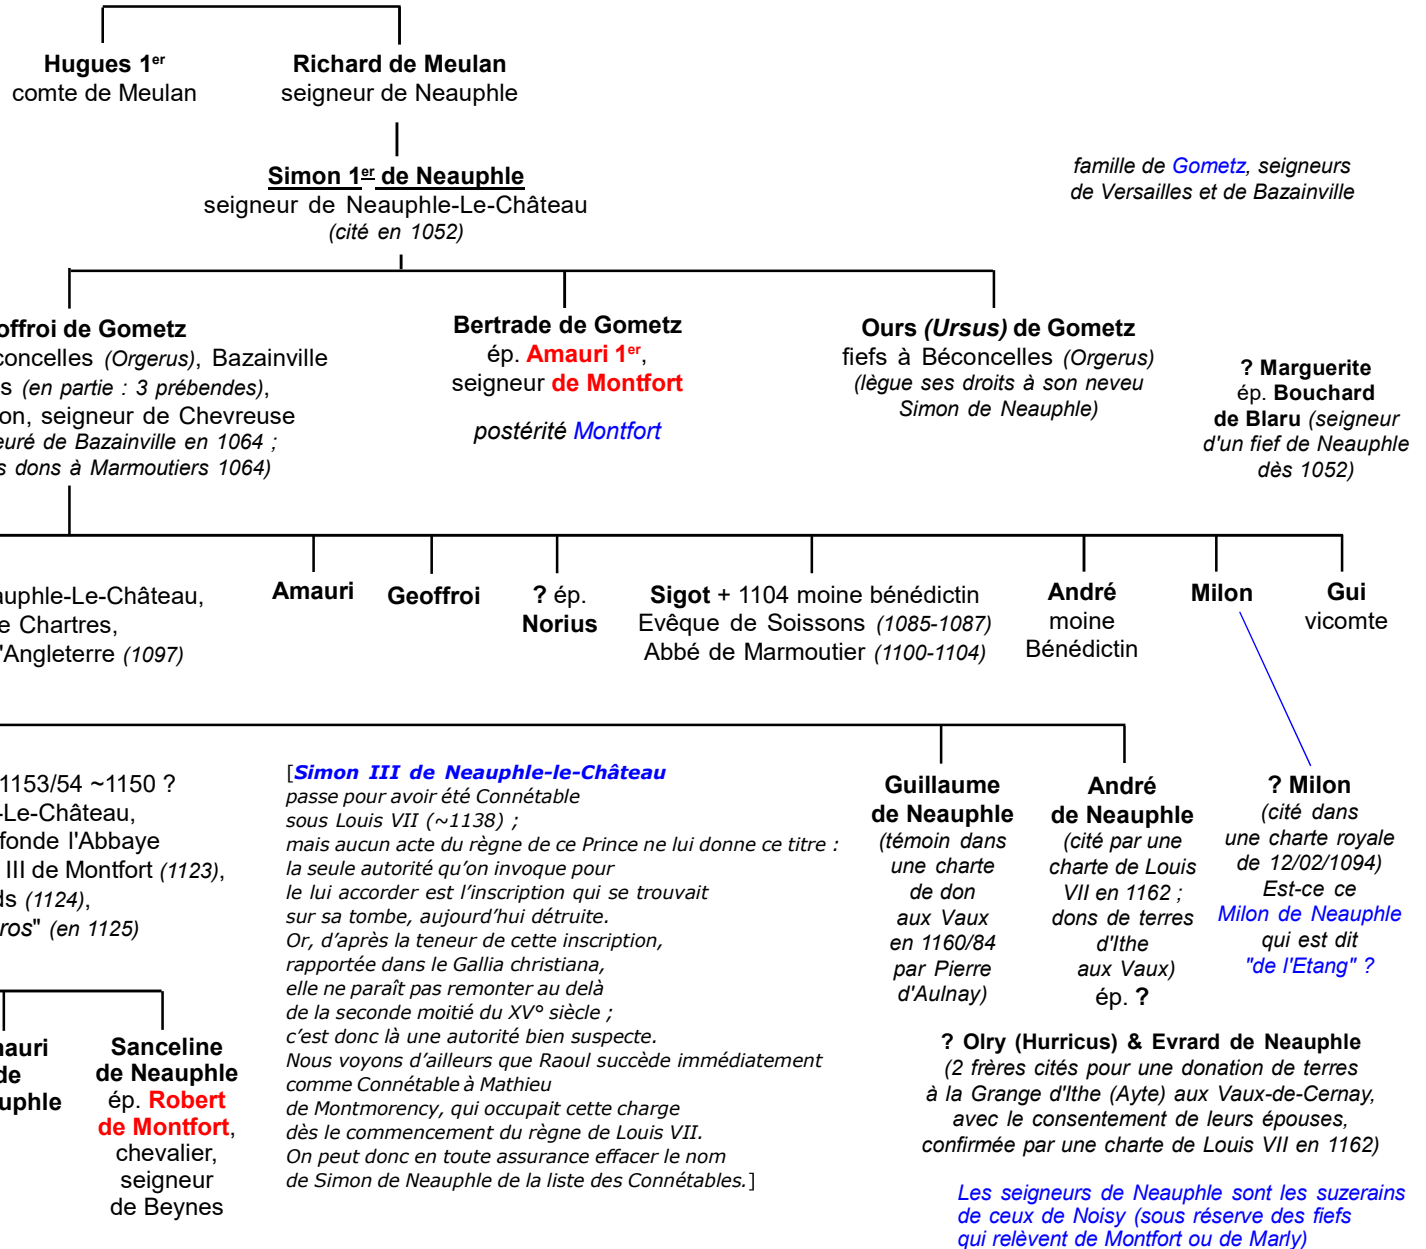 Hugues 1er
comte de Meulan
Richard de Meulan
seigneur de Neauphle
Simon 1er de Neauphle
seigneur de Neauphle-Le-Château
(cité en 1052)
famille de Gometz, seigneurs
de Versailles et de Bazainville
offroi de Gometz
concelles (Orgerus), Bazainville
s (en partie : 3 prébendes),
on, seigneur de Chevreuse
euré de Bazainville en 1064 ;
s dons à Marmoutiers 1064)
Bertrade de Gometz
ép. Amauri 1er,
seigneur de Montfort
postérité Montfort
Ours (Ursus) de Gometz
fiefs à Béconcelles (Orgerus)
(lègue ses droits à son neveu
Simon de Neauphle)
? Marguerite
ép. Bouchard
de Blaru (seigneur
d'un fief de Neauphle
dès 1052)
auphle-Le-Château,
e Chartres,
'Angleterre (1097)
Amauri
Geoffroi
? ép.
Norius
Sigot + 1104 moine bénédictin
Evêque de Soissons (1085-1087)
Abbé de Marmoutier (1100-1104)
André
moine
Bénédictin
Milon
Gui
vicomte
1153/54 ~1150 ?
-Le-Château,
fonde l'Abbaye
III de Montfort (1123),
ds (1124),
ros" (en 1125)
[Simon III de Neauphle-le-Château
passe pour avoir été Connétable
sous Louis VII (~1138) ;
mais aucun acte du règne de ce Prince ne lui donne ce titre :
la seule autorité qu’on invoque pour
le lui accorder est l’inscription qui se trouvait
sur sa tombe, aujourd’hui détruite.
Or, d’après la teneur de cette inscription,
rapportée dans le Gallia christiana,
elle ne paraît pas remonter au delà
de la seconde moitié du XV° siècle ;
c’est donc là une autorité bien suspecte.
Nous voyons d’ailleurs que Raoul succède immédiatement
comme Connétable à Mathieu
de Montmorency, qui occupait cette charge
dès le commencement du règne de Louis VII.
On peut donc en toute assurance effacer le nom
de Simon de Neauphle de la liste des Connétables.]
Guillaume
de Neauphle
(témoin dans
une charte
de don
aux Vaux
en 1160/84
par Pierre
d'Aulnay)
André
de Neauphle
(cité par une
charte de Louis
VII en 1162 ;
dons de terres
d'Ithe
aux Vaux)
ép. ?
? Milon
(cité dans
une charte royale
de 12/02/1094)
Est-ce ce
Milon de Neauphle
qui est dit
"de l'Etang" ?
nauri
de
uphle
Sanceline
de Neauphle
ép. Robert
de Montfort,
chevalier,
seigneur
de Beynes
? Olry (Hurricus) & Evrard de Neauphle
(2 frères cités pour une donation de terres
à la Grange d'Ithe (Ayte) aux Vaux-de-Cernay,
avec le consentement de leurs épouses,
confirmée par une charte de Louis VII en 1162)
Les seigneurs de Neauphle sont les suzerains
de ceux de Noisy (sous réserve des fiefs
qui relèvent de Montfort ou de Marly)